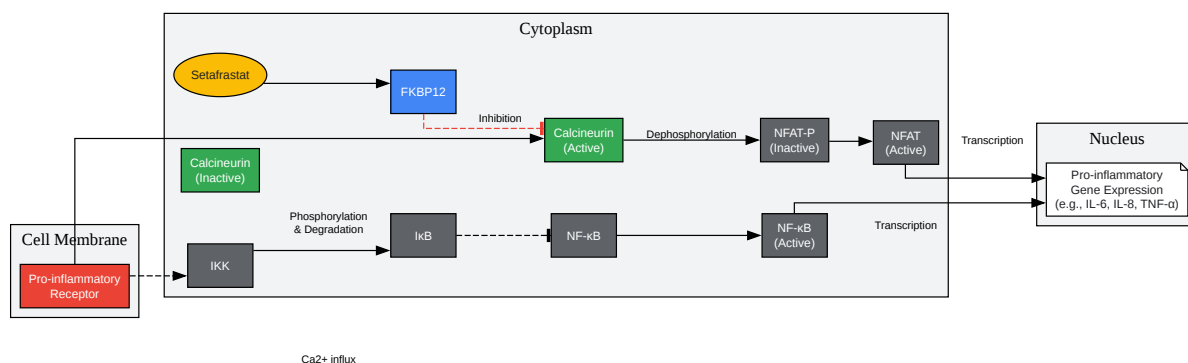 Cytoplasm
Setafrastat
FKBP12
Inhibition
Calcineurin
(Active)
Dephosphorylation
NFAT-P
(Inactive)
NFAT
(Active)
Transcription
Nucleus
Pro-inflammatory
Gene Expression
(e.g., IL-6, IL-8, TNF-α)
Calcineurin
(Inactive)
Phosphorylation
& Degradation
IκB
NF-κB
NF-κB
(Active)
Transcription
Cell Membrane
Pro-inflammatory
Receptor
IKK
Ca2+ influx